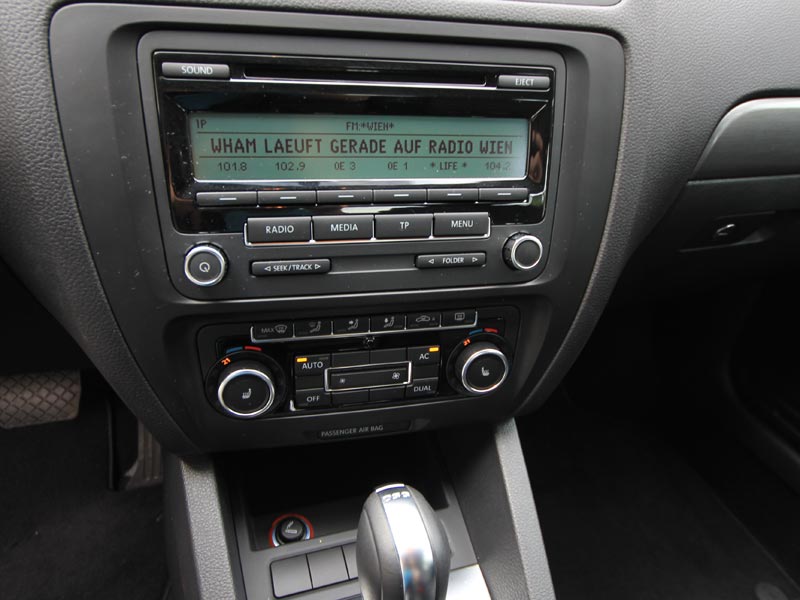 SOUND
EJECT
TP FM:*WIEN*
WHAM LAEUFT GERADE AUF RADIO WIEN
101.8 102.9 OE 3 OE 1 *.LIFE * 104.2
RADIO MEDIA TP MENU
SEEK/TRACK
FOLDER
MAX
AUTO AC
OFF DUAL
PASSENGER AIR BAG